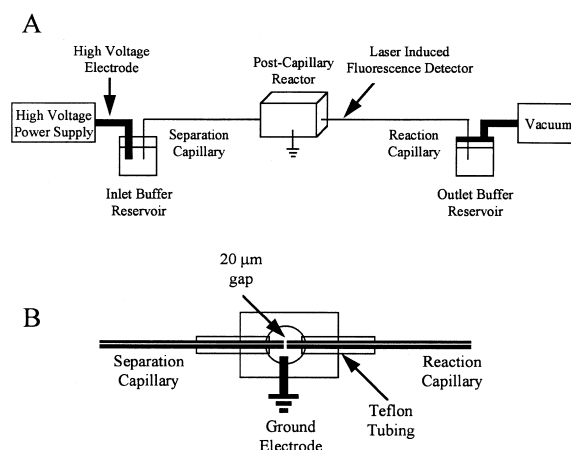 A
High Voltage
Electrode
Post-Capillary
Reactor
Laser Induced
Fluorescence Detector
High Voltage
Power Supply
Separation
Capillary
Reaction
Capillary
Vacuum
Inlet Buffer
Reservoir
Outlet Buffer
Reservoir
B
20 µm
gap
Separation
Capillary
Reaction
Capillary
Teflon
Tubing
Ground
Electrode